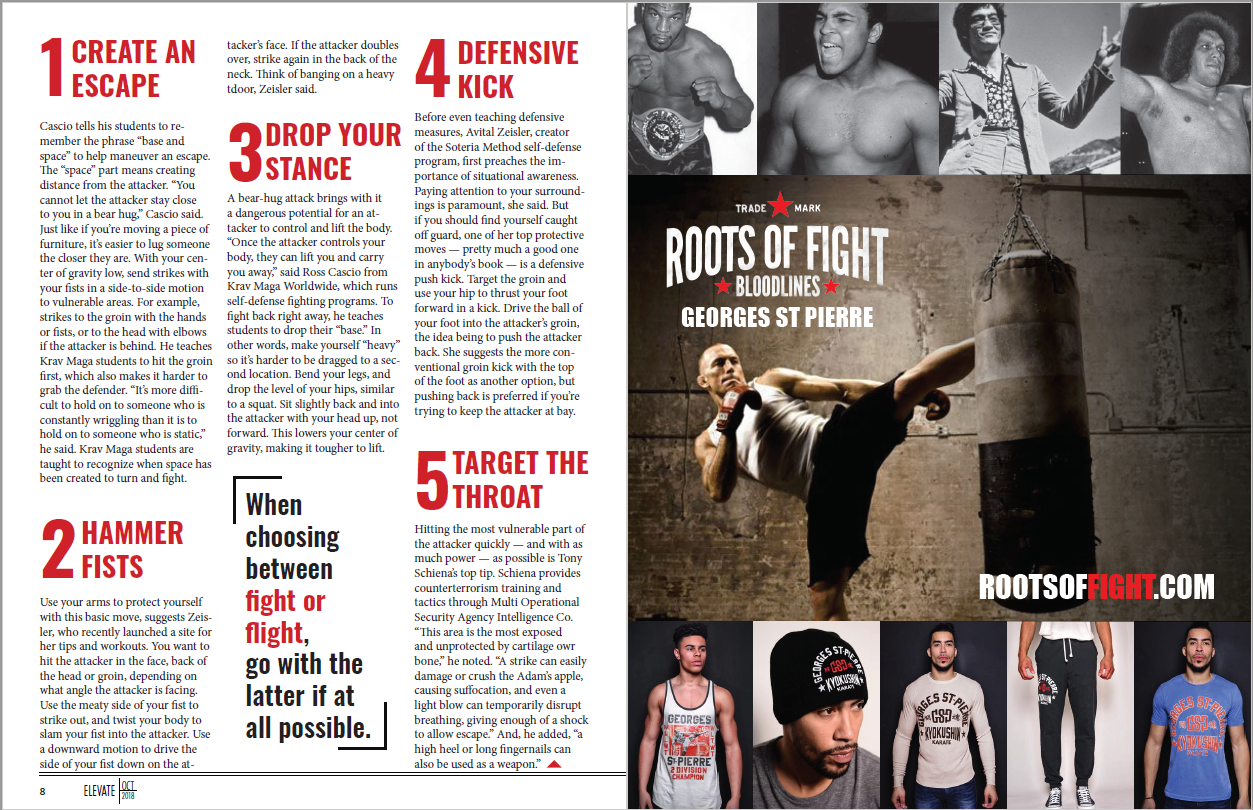 1 CREATE AN
ESCAPE
Cascio tells his students to re-
member the phrase “base and
space” to help maneuver an escape.
The “space” part means creating
distance from the attacker. “You
cannot let the attacker stay close
to you in a bear hug,” Cascio said.
Just like if you’re moving a piece of
furniture, it’s easier to lug someone
the closer they are. With your cen-
ter of gravity low, send strikes with
your fists in a side-to-side motion
to vulnerable areas. For example,
strikes to the groin with the hands
or fists, or to the head with elbows
if the attacker is behind. He teaches
Krav Maga students to hit the groin
first, which also makes it harder to
grab the defender. “It’s more diffi-
cult to hold on to someone who is
constantly wriggling than it is to
hold on to someone who is static,”
he said. Krav Maga students are
taught to recognize when space has
been created to turn and fight.
2 HAMMER
FISTS
Use your arms to protect yourself
with this basic move, suggests Zeis-
ler, who recently launched a site for
her tips and workouts. You want to
hit the attacker in the face, back of
the head or groin, depending on
what angle the attacker is facing.
Use the meaty side of your fist to
strike out, and twist your body to
slam your fist into the attacker. Use
a downward motion to drive the
side of your fist down on the at-
tacker’s face. If the attacker doubles
over, strike again in the back of the
neck. Think of banging on a heavy
tdoor, Zeisler said.
3 DROP YOUR
STANCE
A bear-hug attack brings with it
a dangerous potential for an at-
tacker to control and lift the body.
“Once the attacker controls your
body, they can lift you and carry
you away,” said Ross Cascio from
Krav Maga Worldwide, which runs
self-defense fighting programs. To
fight back right away, he teaches
students to drop their “base.” In
other words, make yourself “heavy”
so it’s harder to be dragged to a sec-
ond location. Bend your legs, and
drop the level of your hips, similar
to a squat. Sit slightly back and into
the attacker with your head up, not
forward. This lowers your center of
gravity, making it tougher to lift.
When
choosing
between
fight or
flight,
go with the
latter if at
all possible.
4 DEFENSIVE
KICK
Before even teaching defensive
measures, Avital Zeisler, creator
of the Soteria Method self-defense
program, first preaches the im-
portance of situational awareness.
Paying attention to your surround-
ings is paramount, she said. But
if you should find yourself caught
off guard, one of her top protective
moves — pretty much a good one
in anybody’s book — is a defensive
push kick. Target the groin and
use your hip to thrust your foot
forward in a kick. Drive the ball of
your foot into the attacker’s groin,
the idea being to push the attacker
back. She suggests the more con-
ventional groin kick with the top
of the foot as another option, but
pushing back is preferred if you’re
trying to keep the attacker at bay.
5 TARGET THE
THROAT
Hitting the most vulnerable part of
the attacker quickly — and with as
much power — as possible is Tony
Schiena’s top tip. Schiena provides
counterterrorism training and
tactics through Multi Operational
Security Agency Intelligence Co.
“This area is the most exposed
and unprotected by cartilage owr
bone,” he noted. “A strike can easily
damage or crush the Adam’s apple,
causing suffocation, and even a
light blow can temporarily disrupt
breathing, giving enough of a shock
to allow escape.” And, he added, “a
high heel or long fingernails can
also be used as a weapon.”
8 ELEVATE OCT
2018
TRADE MARK
ROOTS OF FIGHT
BLOODLINES
GEORGES ST PIERRE
ROOTSOFFIGHT.COM
GEORGES
ST-PIERRE
2 DIVISION
CHAMPION
GEORGES ST-PIERRE
GSP
KYOKUSHIN
KARATE
GEORGES ST-PIERRE
GSP
KYOKUSHIN
KARATE
GEORGES ST-PIERRE
GSP
KYOKUSHIN